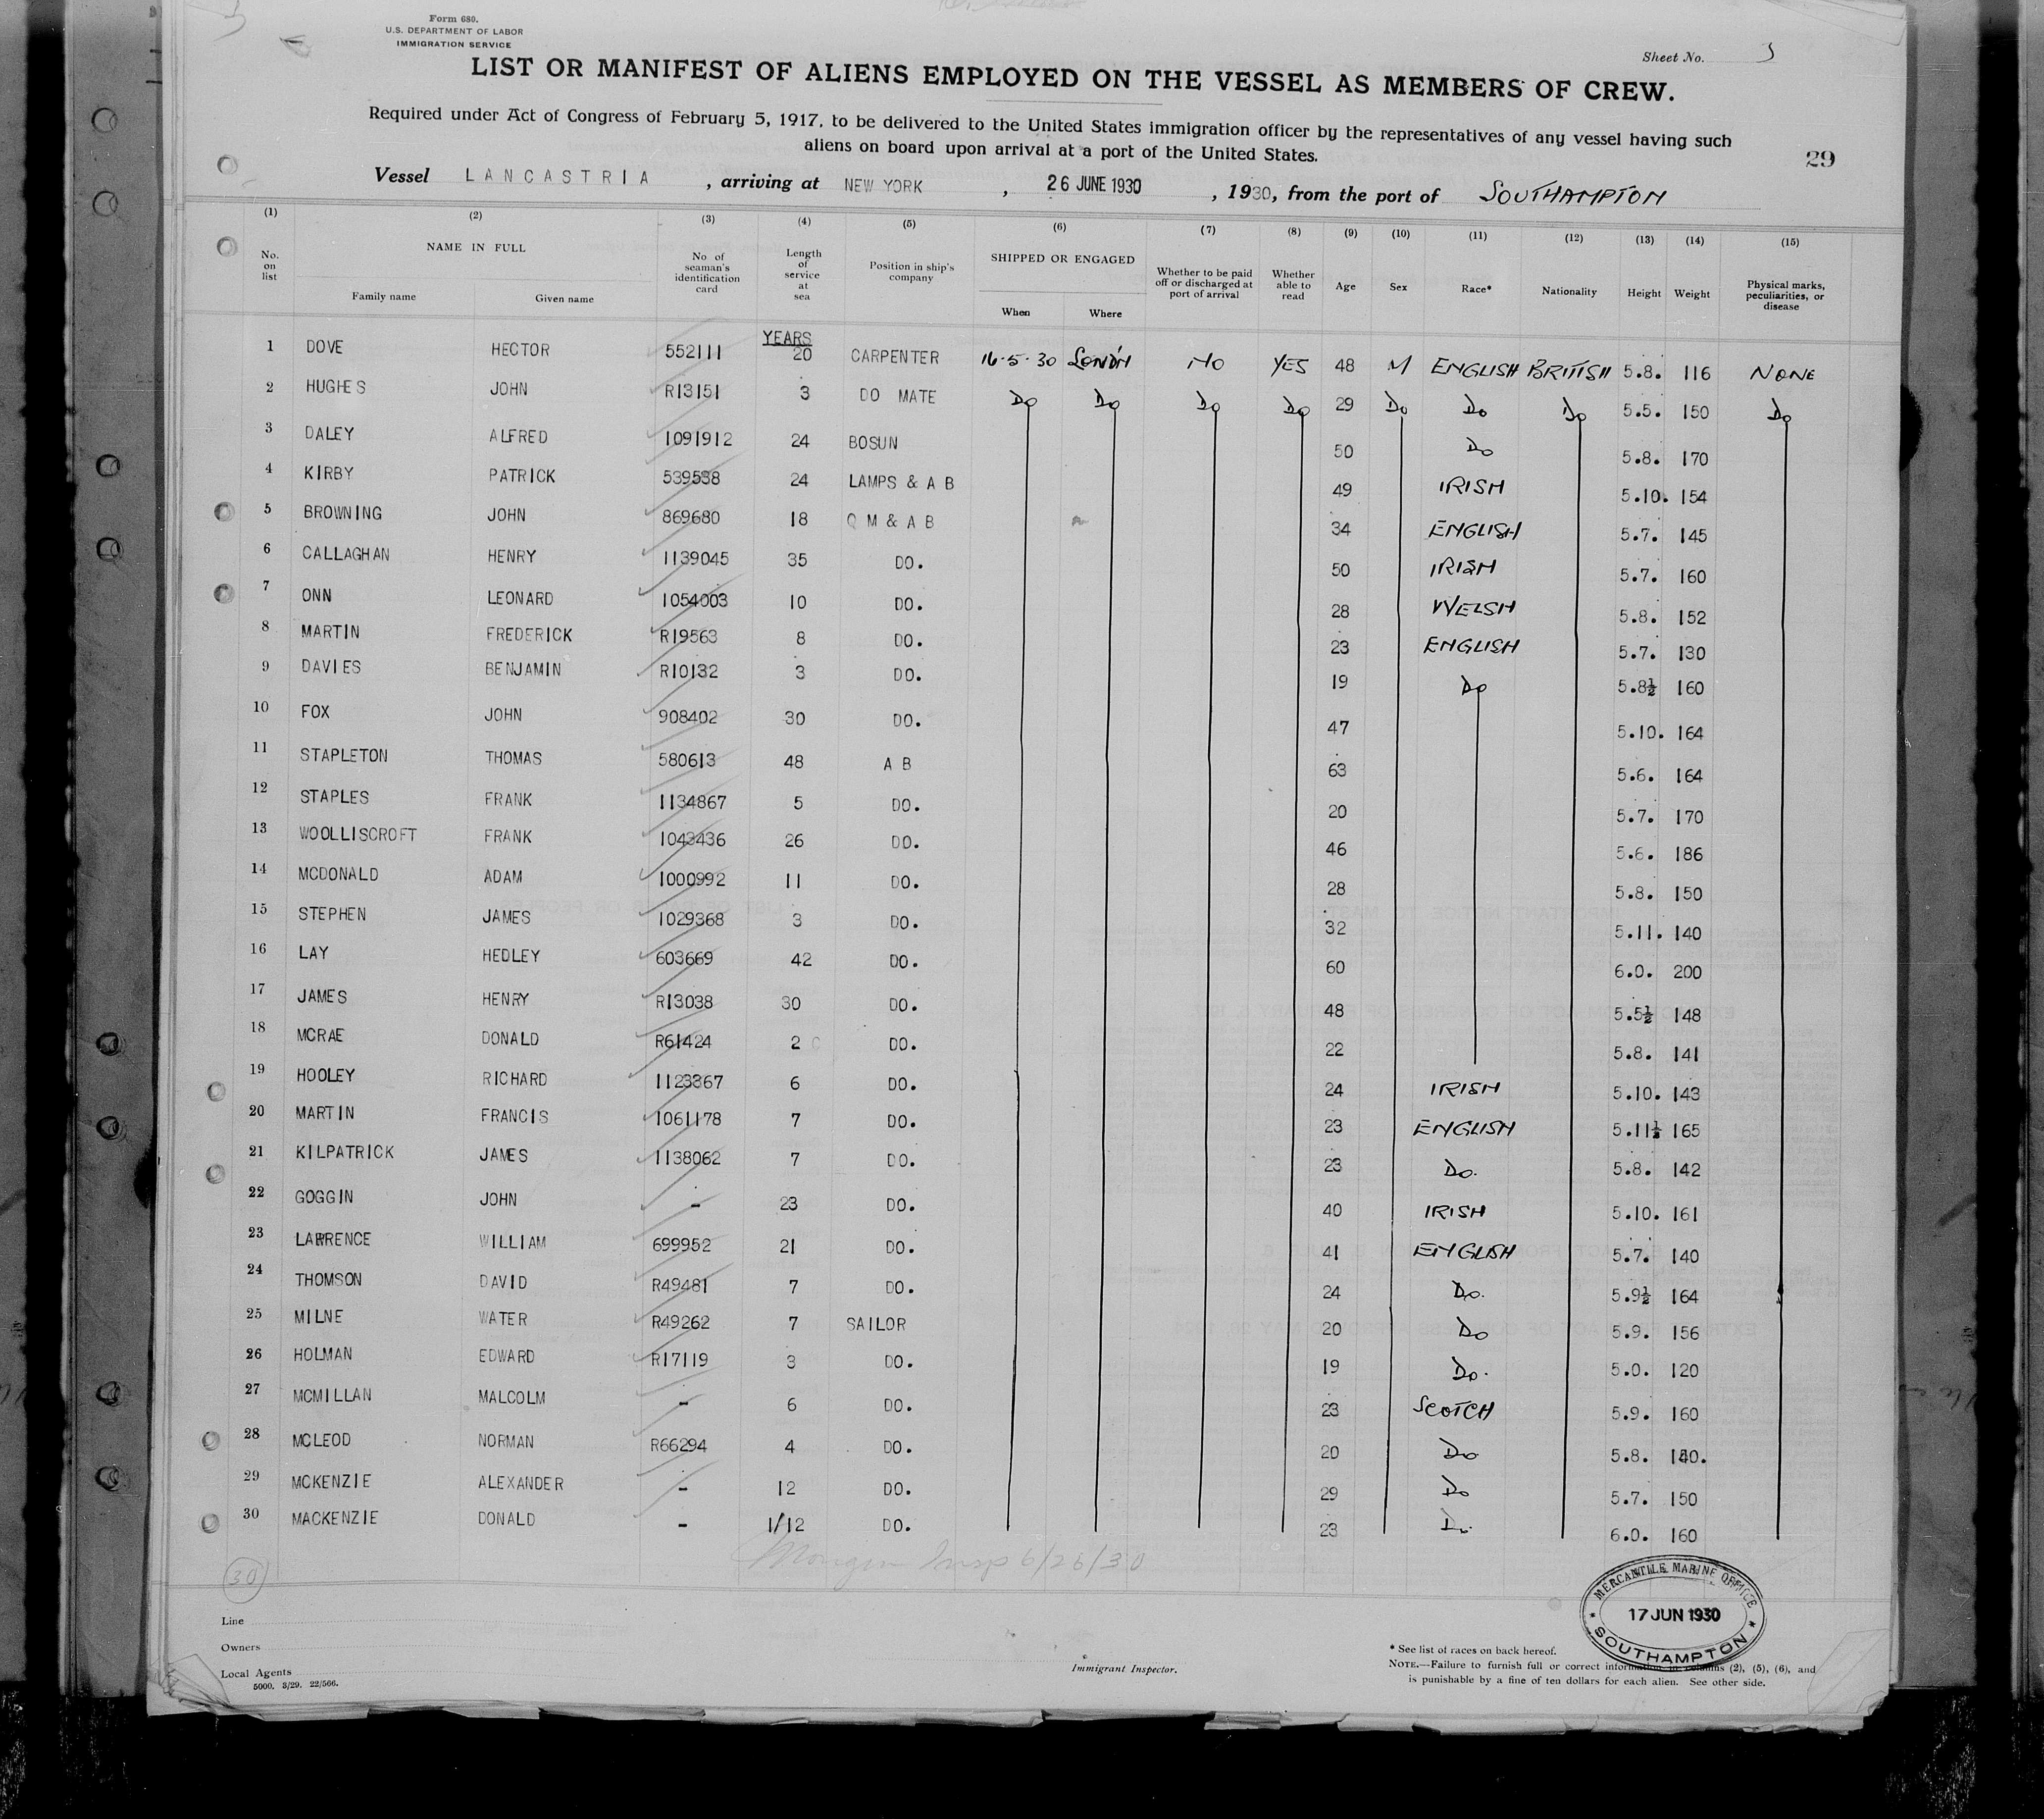 Form 680.
U.S. DEPARTMENT OF LABOR
IMMIGRATION SERVICE
Sheet No. 3
LIST OR MANIFEST OF ALIENS EMPLOYED ON THE VESSEL AS MEMBERS OF CREW.
Required under Act of Congress of February 5, 1917, to be delivered to the United States immigration officer by the representatives of any vessel having such
aliens on board upon arrival at a port of the United States.
29
Vessel LANCASTRIA, arriving at NEW YORK, 26 JUNE 1930, 1930, from the port of SOUTHAMPTON
(1) (2) (3) (4) (5) (6) (7) (8) (9) (10) (11) (12) (13) (14) (15)
No. on list NAME IN FULL Family name Given name No. of seaman's identification card Length of service at sea Position in ship's company SHIPPED OR ENGAGED When Where Whether to be paid off or discharged at port of arrival Whether able to read Age Sex Race* Nationality Height Weight Physical marks, peculiarities, or disease
YEARS
1 DOVE HECTOR 552111 20 CARPENTER 16.5.30 LOND'N NO YES 48 M ENGLISH BRITISH 5.8. 116 NONE
2 HUGHES JOHN R13151 3 DO MATE Do Do Do Do 29 Do Do Do 5.5. 150 Do
3 DALEY ALFRED 1091912 24 BOSUN 50 Do 5.8. 170
4 KIRBY PATRICK 539538 24 LAMPS & A B 49 IRISH 5.10. 154
5 BROWNING JOHN 869680 18 Q M & A B 34 ENGLISH 5.7. 145
6 CALLAGHAN HENRY 1139045 35 DO. 50 IRISH 5.7. 160
7 ONN LEONARD 1054003 10 DO. 28 WELSH 5.8. 152
8 MARTIN FREDERICK R19563 8 DO. 23 ENGLISH 5.7. 130
9 DAVIES BENJAMIN R10132 3 DO. 19 Do 5.8½ 160
10 FOX JOHN 908402 30 DO. 47 5.10. 164
11 STAPLETON THOMAS 580613 48 A B 63 5.6. 164
12 STAPLES FRANK 1134867 5 DO. 20 5.7. 170
13 WOOLLISCROFT FRANK 1043436 26 DO. 46 5.6. 186
14 MCDONALD ADAM 1000992 11 DO. 28 5.8. 150
15 STEPHEN JAMES 1029368 3 DO. 32 5.11. 140
16 LAY HEDLEY 603669 42 DO. 60 6.0. 200
17 JAMES HENRY R13038 30 DO. 48 5.5½ 148
18 MCRAE DONALD R61424 2 DO. 22 5.8. 141
19 HOOLEY RICHARD 1123367 6 DO. 24 IRISH 5.10. 143
20 MARTIN FRANCIS 1061178 7 DO. 23 ENGLISH 5.11½ 165
21 KILPATRICK JAMES 1138062 7 DO. 23 Do. 5.8. 142
22 GOGGIN JOHN - 23 DO. 40 IRISH 5.10. 161
23 LAWRENCE WILLIAM 699952 21 DO. 41 ENGLISH 5.7. 140
24 THOMSON DAVID R49481 7 DO. 24 Do. 5.9½ 164
25 MILNE WATER R49262 7 SAILOR 20 Do 5.9. 156
26 HOLMAN EDWARD R17119 3 DO. 19 Do. 5.0. 120
27 MCMILLAN MALCOLM - 6 DO. 23 SCOTCH 5.9. 160
28 MCLEOD NORMAN R66294 4 DO. 20 Do 5.8.
29 MCKENZIE ALEXANDER - 12 DO. 29 Do 5.7. 150
30 MACKENZIE DONALD - 1/12 DO. 23 Do. 6.0. 160
Insp 6/26/30
30
Line
Owners
Local Agents
5000. 3/29. 22/566.
Immigrant Inspector.
MERCANTILE MARINE OFFICE
17 JUN 1930
SOUTHAMPTON
* See list of races on back hereof.
NOTE.—Failure to furnish full or correct information in columns (2), (5), (6), and
is punishable by a fine of ten dollars for each alien. See other side.